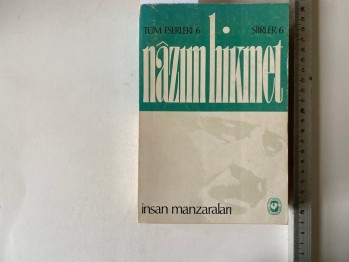 TÜM ESERLERİ 6 ŞİİRLER 6
nâzım hikmet
insan manzaraları